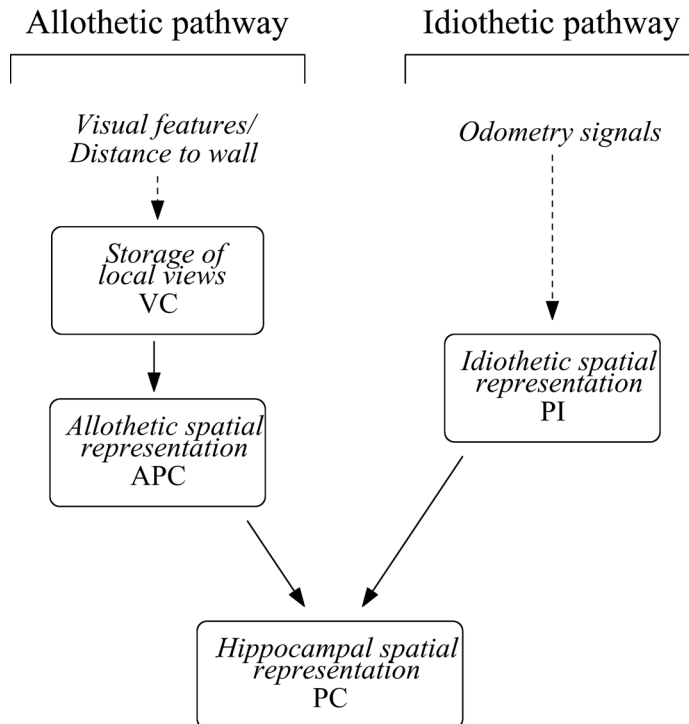 Allothetic pathway
Idiothetic pathway
Visual features/
Distance to wall
Odometry signals
Storage of
local views
VC
Idiothetic spatial
representation
PI
Allothetic spatial
representation
APC
Hippocampal spatial
representation
PC